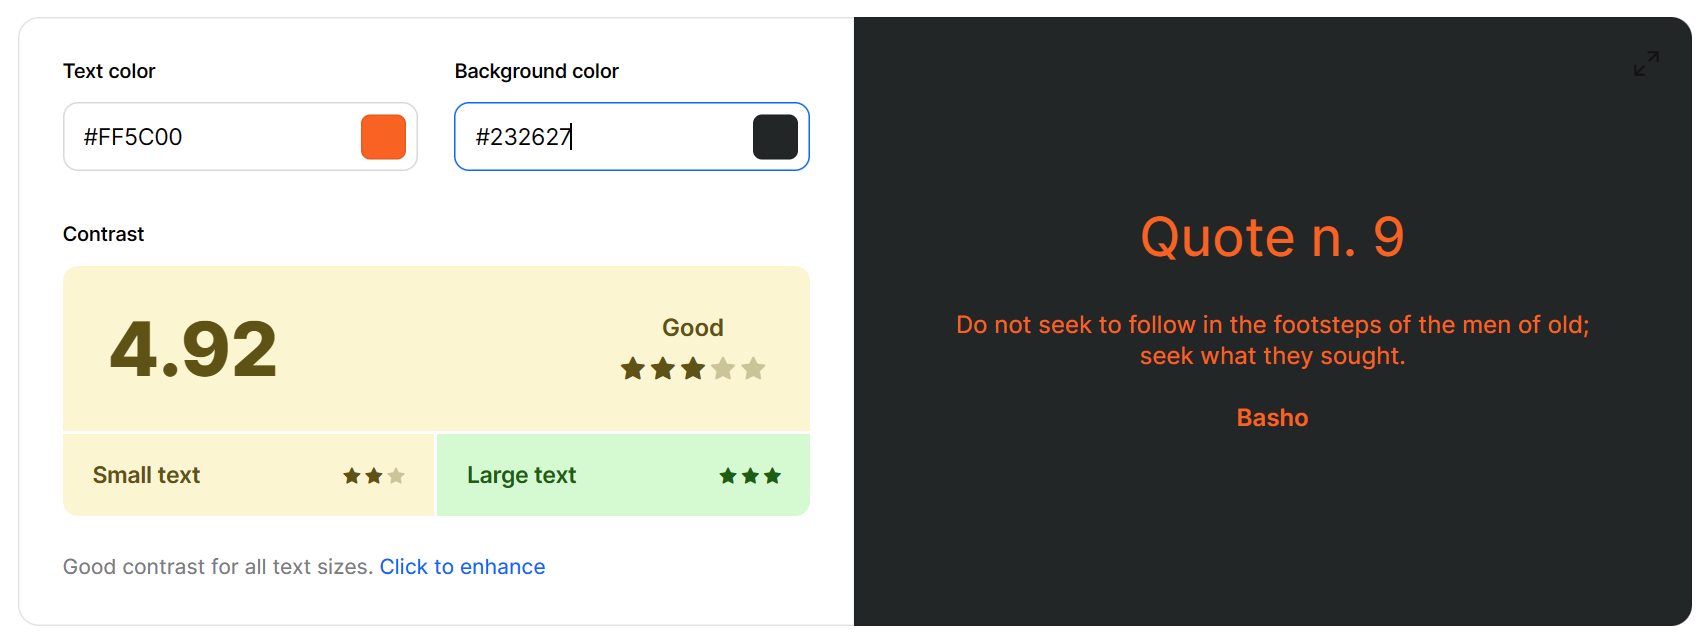 Text color
Background color
#FF5C00
#232627
Contrast
4.92
Good
Small text
Large text
Good contrast for all text sizes. Click to enhance
Quote n. 9
Do not seek to follow in the footsteps of the men of old;
seek what they sought.
Basho